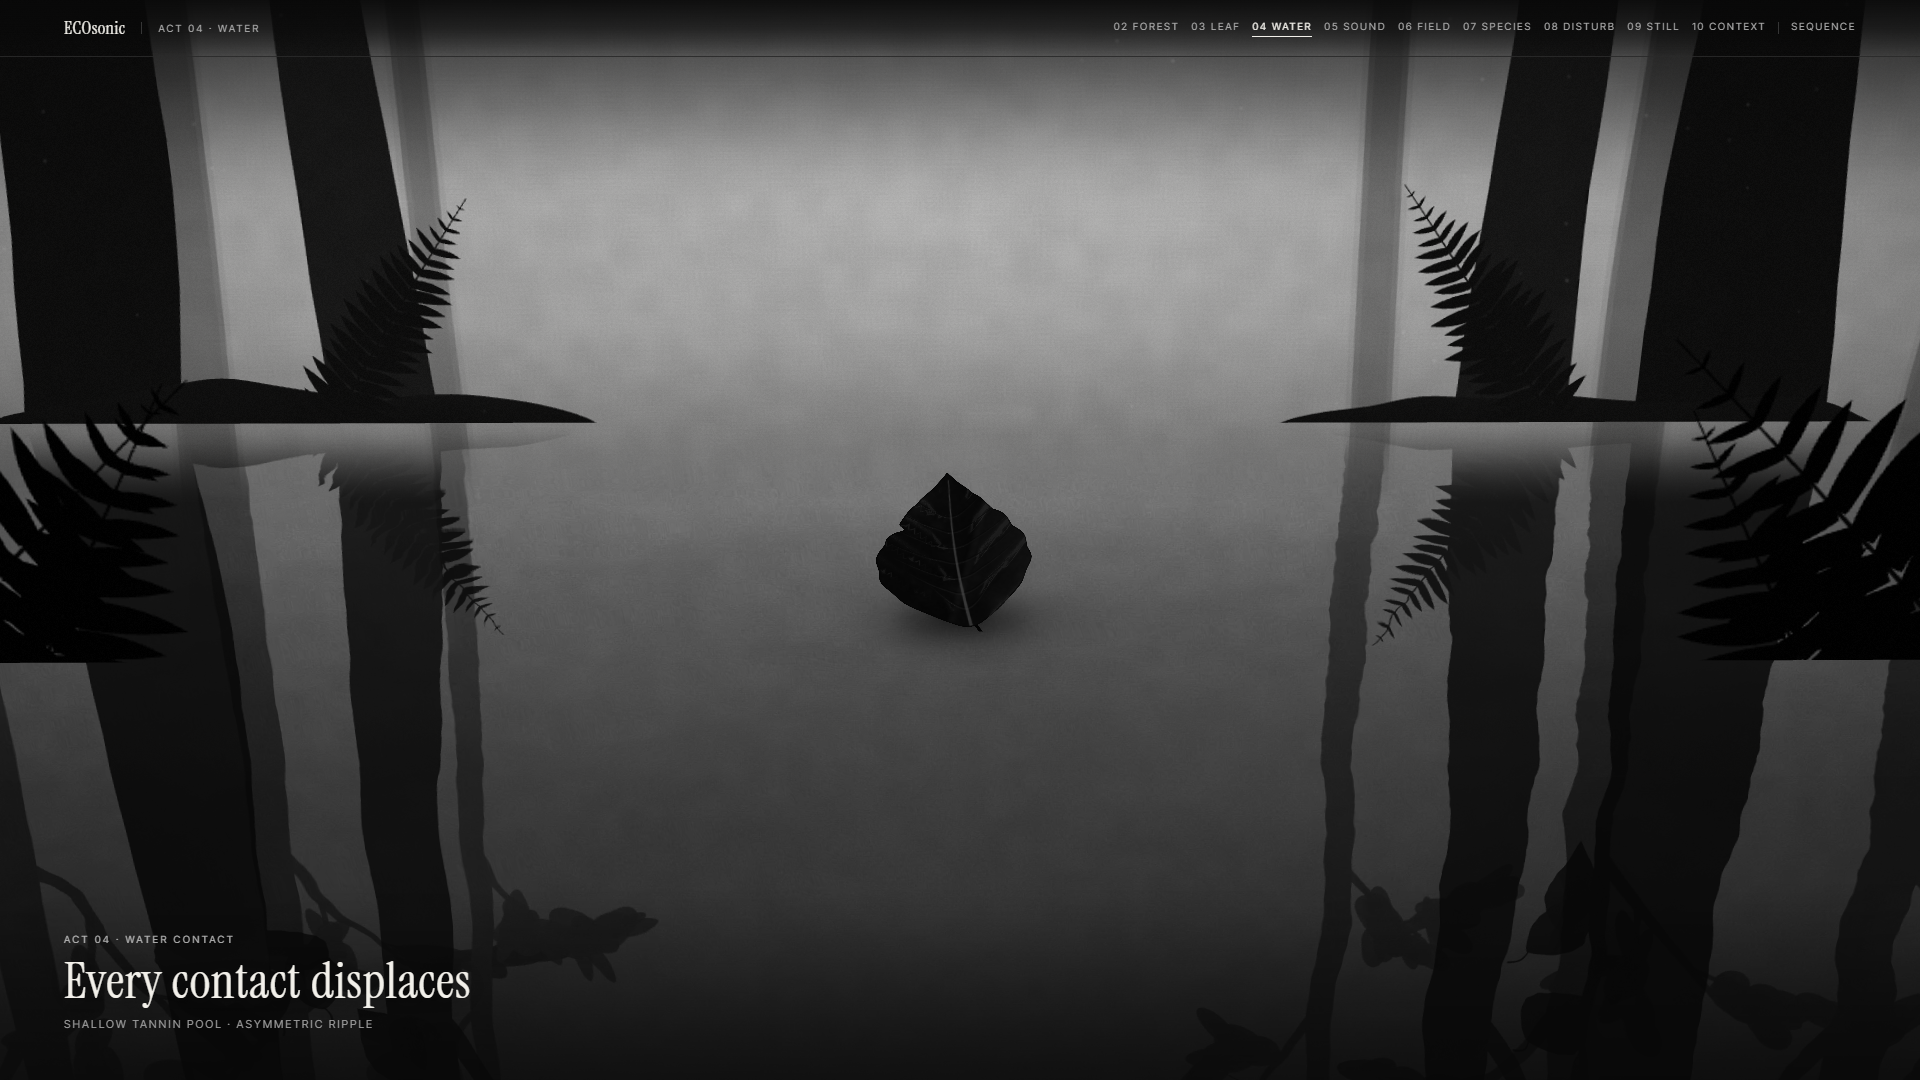 ECOsonic | ACT 04 · WATER
02 FOREST 03 LEAF 04 WATER 05 SOUND 06 FIELD 07 SPECIES 08 DISTURB 09 STILL 10 CONTEXT | SEQUENCE
ACT 04 · WATER CONTACT
Every contact displaces
SHALLOW TANNIN POOL · ASYMMETRIC RIPPLE